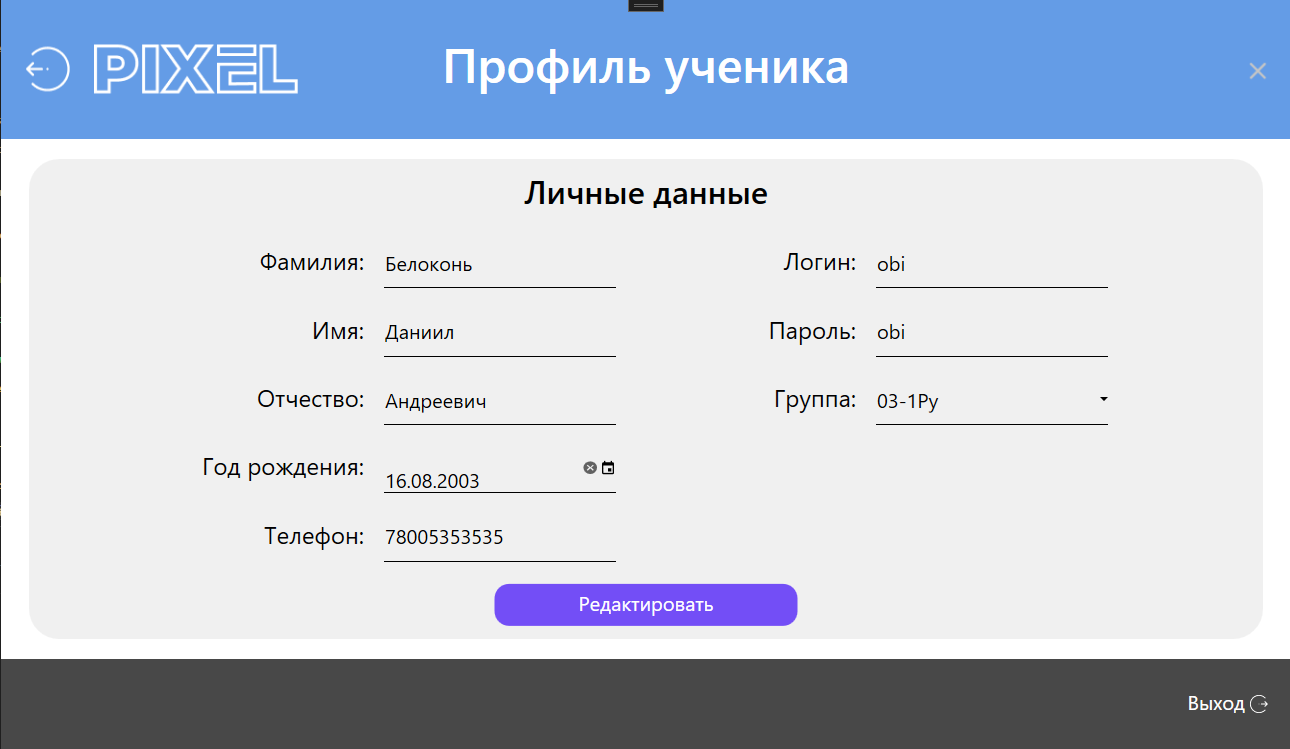 PIXEL Профиль ученика
Личные данные
Фамилия: Белоконь
Логин: obi
Имя: Даниил
Пароль: obi
Отчество: Андреевич
Группа: 03-1Ру
Год рождения: 16.08.2003
Телефон: 78005353535
Редактировать
Выход